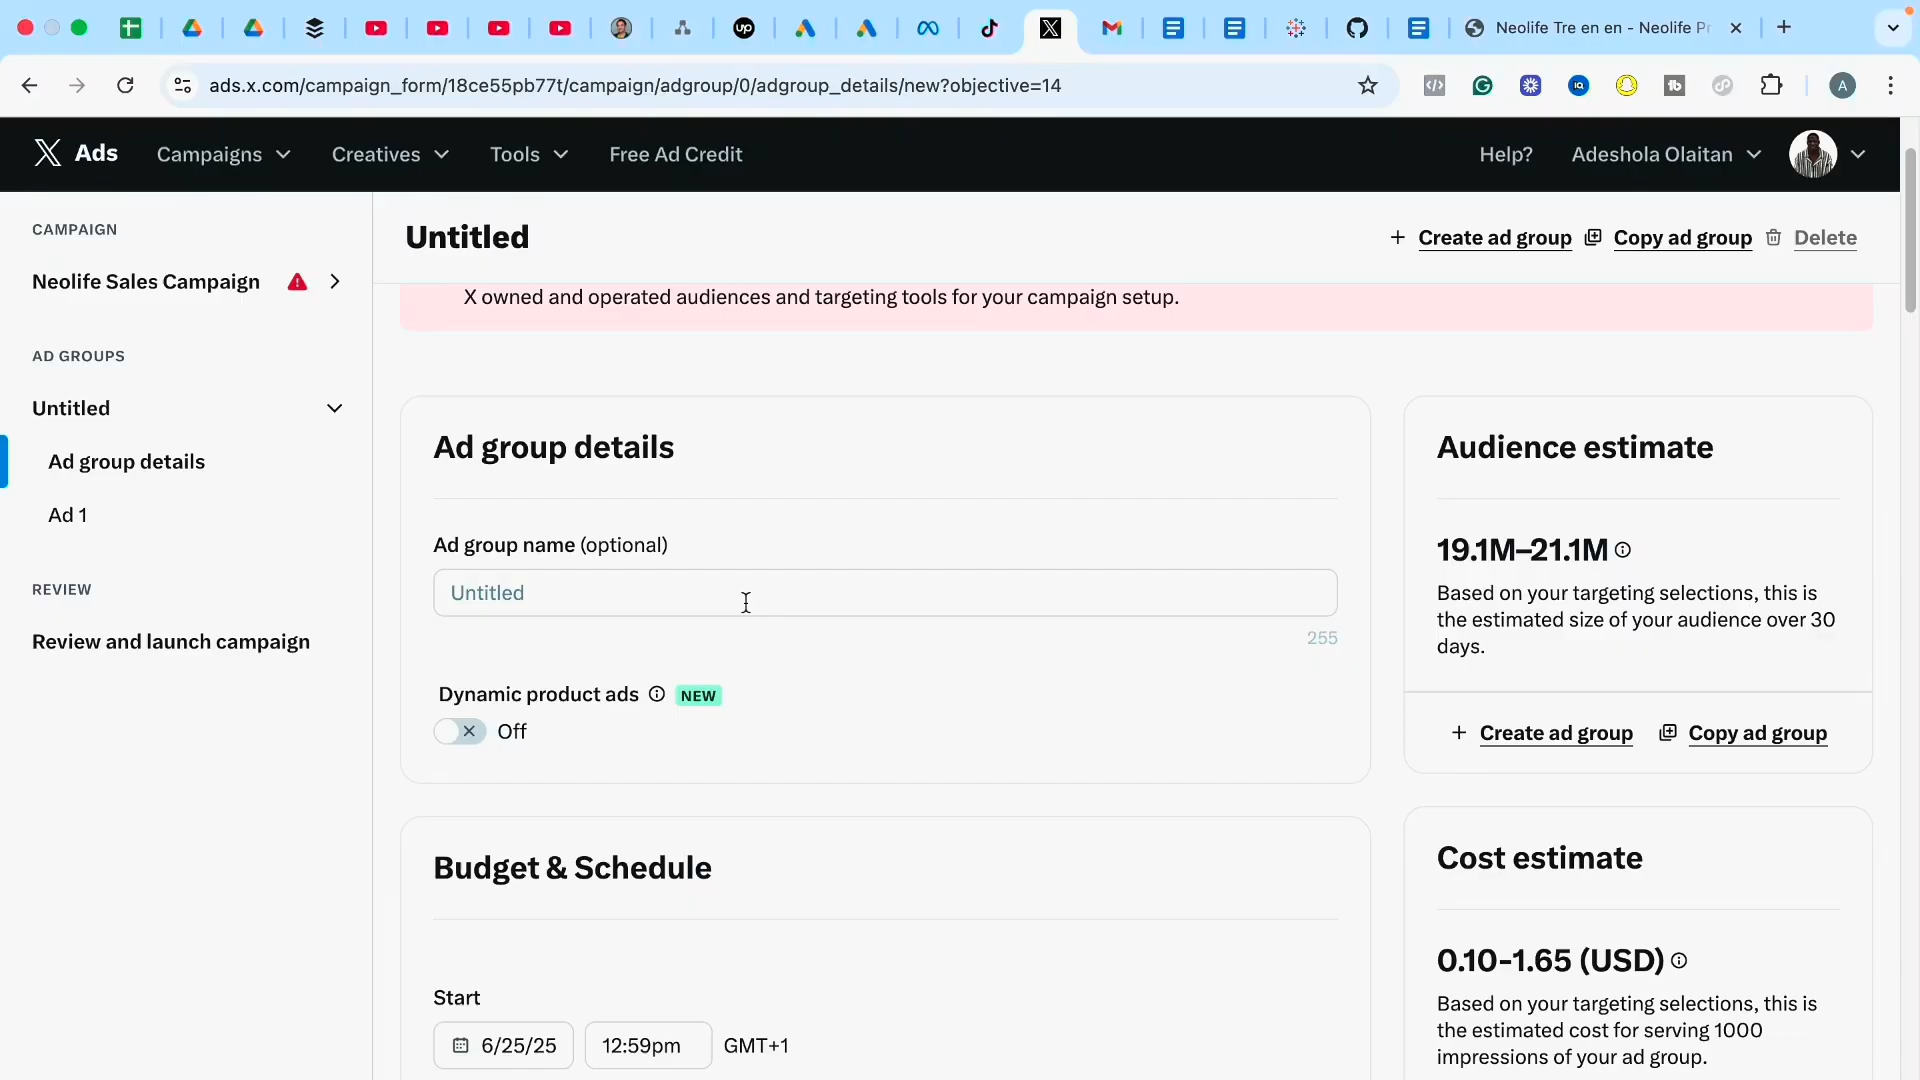 Neolife Tre en en - Neolife Pr
ads.x.com/campaign_form/18ce55pb77t/campaign/adgroup/0/adgroup_details/new?objective=14
A
X Ads
Campaigns
Creatives
Tools
Free Ad Credit
Help?
Adeshola Olaitan
CAMPAIGN
Neolife Sales Campaign
AD GROUPS
Untitled
Ad group details
Ad 1
REVIEW
Review and launch campaign
Untitled
Create ad group
Copy ad group
Delete
X owned and operated audiences and targeting tools for your campaign setup.
Ad group details
Ad group name (optional)
Untitled
255
Dynamic product ads
NEW
Off
Budget & Schedule
Start
6/25/25
12:59pm
GMT+1
Audience estimate
19.1M–21.1M
Based on your targeting selections, this is
the estimated size of your audience over 30
days.
Create ad group
Copy ad group
Cost estimate
0.10-1.65 (USD)
Based on your targeting selections, this is
the estimated cost for serving 1000
impressions of your ad group.